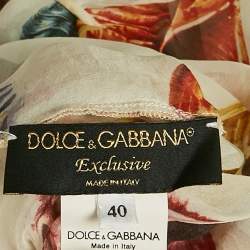 DOLCE & GABBANA®
Exclusive
MADE IN ITALY
40
DOLCE & GABBANA
Made in Italy